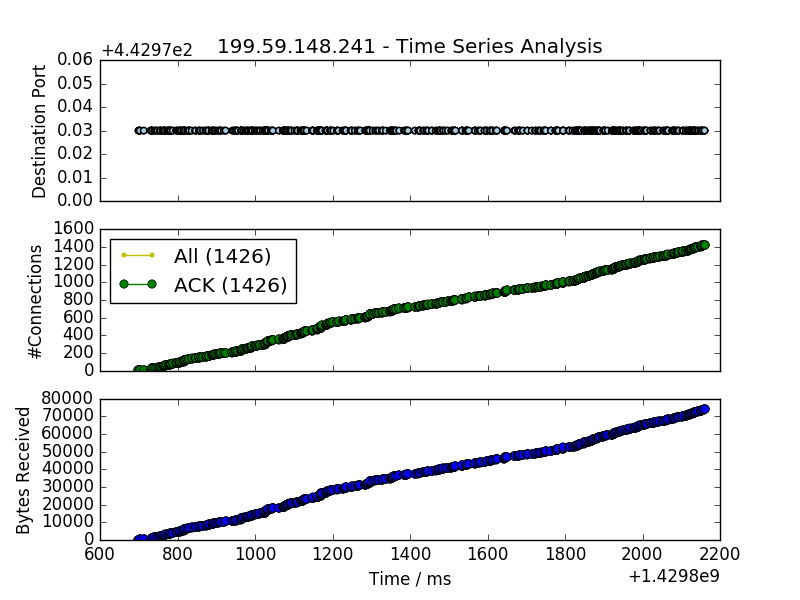 +4.4297e2 199.59.148.241 - Time Series Analysis
0.06
0.05
0.04
0.03
0.02
0.01
0.00
Destination Port
1600
1400
1200
1000
800
600
400
200
0
#Connections
All (1426)
ACK (1426)
80000
70000
60000
50000
40000
30000
20000
10000
0
Bytes Received
600 800 1000 1200 1400 1600 1800 2000 2200
Time / ms
+1.4298e9